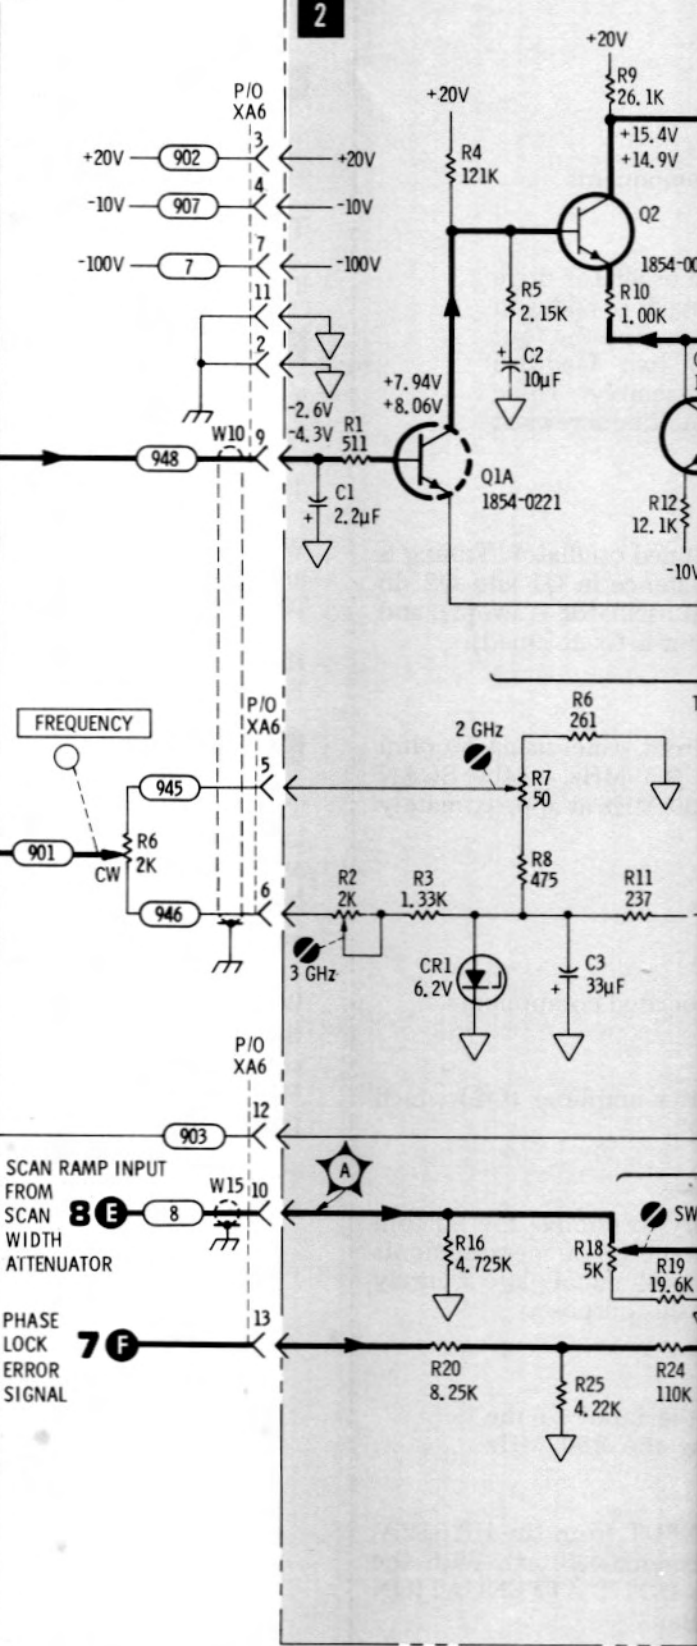 2
+20V
R9
26.1K
P/O
XA6
+20V
+15.4V
+14.9V
3
+20V
902
+20V
R4
121K
4
-10V
907
-10V
Q2
7
-100V
7
-100V
1854-00
11
R5
2.15K
R10
1.00K
2
C2
+
10µF
+7.94V
+8.06V
-2.6V
-4.3V
R1
511
W10
9
948
Q1A
1854-0221
C1
+
2.2µF
R12
12.1K
-10V
FREQUENCY
P/O
XA6
R6
261
2 GHz
5
945
R7
50
R6
2K
901
CW
R8
475
6
946
R2
2K
R3
1.33K
R11
237
3 GHz
CR1
6.2V
C3
+
33µF
P/O
XA6
12
903
A
SCAN RAMP INPUT
FROM
SCAN
WIDTH
ATTENUATOR
8 E
8
W15
10
SW
R16
4.725K
R18
5K
R19
19.6K
PHASE
LOCK
ERROR
SIGNAL
7 F
13
R20
8.25K
R25
4.22K
R24
110K